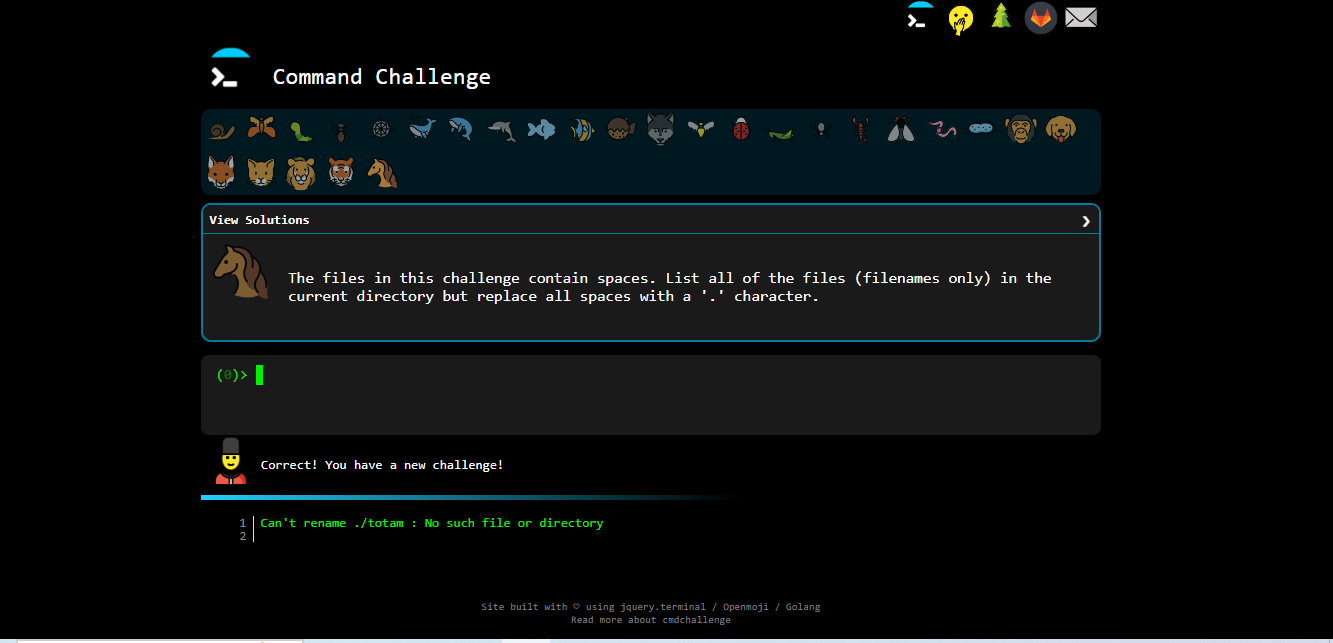 Command Challenge
View Solutions ❯
The files in this challenge contain spaces. List all of the files (filenames only) in the
current directory but replace all spaces with a '.' character.
(0)>
Correct! You have a new challenge!
1 Can't rename ./totam : No such file or directory
2
Site built with ♡ using jquery.terminal / Openmoji / Golang
Read more about cmdchallenge